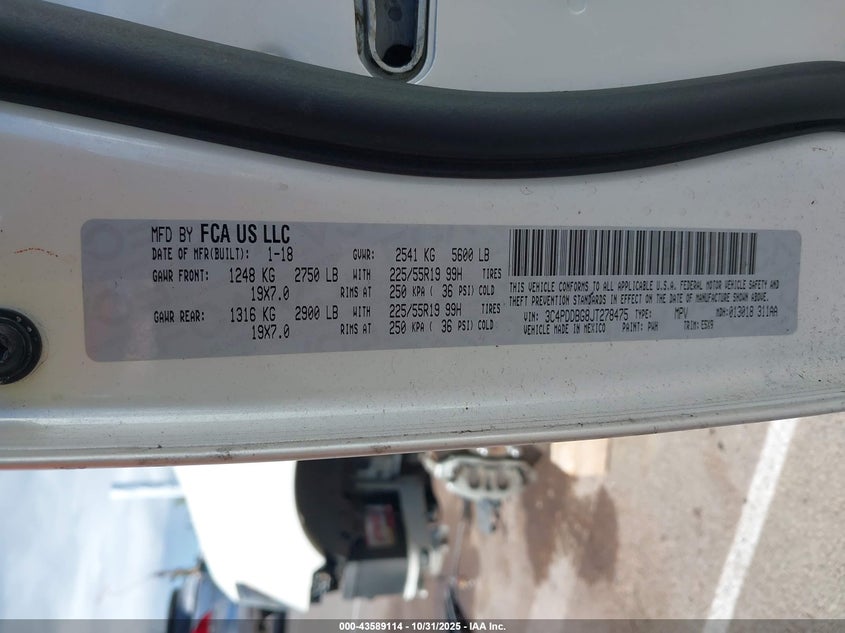 MFD BY FCA US LLC
DATE OF MFR(BUILT): 1-18 GVWR: 2541 KG 5600 LB
GAWR FRONT: 1248 KG 2750 LB WITH 225/55R19 99H TIRES
19X7.0 RIMS AT 250 KPA ( 36 PSI) COLD
GAWR REAR: 1316 KG 2900 LB WITH 225/55R19 99H TIRES
19X7.0 RIMS AT 250 KPA ( 36 PSI) COLD
THIS VEHICLE CONFORMS TO ALL APPLICABLE U.S.A. FEDERAL MOTOR VEHICLE SAFETY AND
THEFT PREVENTION STANDARDS IN EFFECT ON THE DATE OF MANUFACTURE SHOWN ABOVE.
VIN: 3C4PDDBG8JT278475 TYPE: MPV MDH: 013018 311AA
VEHICLE MADE IN MEXICO PAINT: PWH TRIM: ESX9
000-43589114 - 10/31/2025 - IAA Inc.